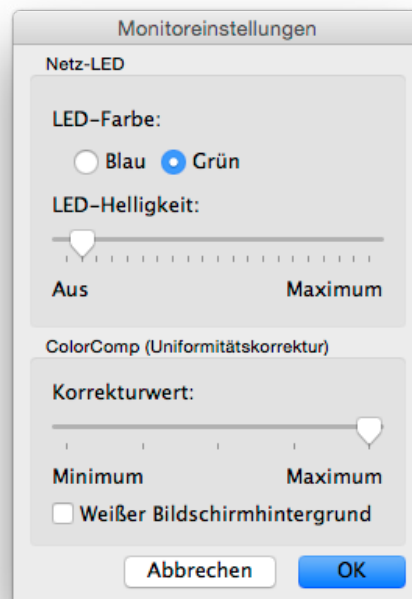 Monitoreinstellungen
Netz-LED
LED-Farbe:
Blau Grün
LED-Helligkeit:
Aus Maximum
ColorComp (Uniformitätskorrektur)
Korrekturwert:
Minimum Maximum
Weißer Bildschirmhintergrund
Abbrechen OK